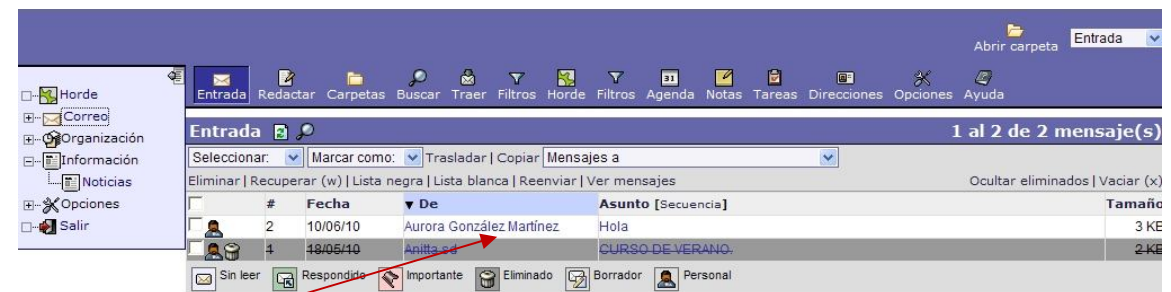 Abrir carpeta Entrada
Entrada Redactar Carpetas Buscar Traer Filtros Horde Filtros Agenda Notas Tareas Direcciones Opciones Ayuda
Horde
Correo
Organización
Información
Noticias
Opciones
Salir
Entrada 1 al 2 de 2 mensaje(s)
Seleccionar: Marcar como: Trasladar | Copiar Mensajes a
Eliminar | Recuperar (w) | Lista negra | Lista blanca | Reenviar | Ver mensajes Ocultar eliminados | Vaciar (x)
# Fecha De Asunto [Secuencia] Tamaño
2 10/06/10 Aurora González Martínez Hola 3 KB
1 18/05/10 Anitta sd CURSO DE VERANO. 2 KB
Sin leer Respondido Importante Eliminado Borrador Personal